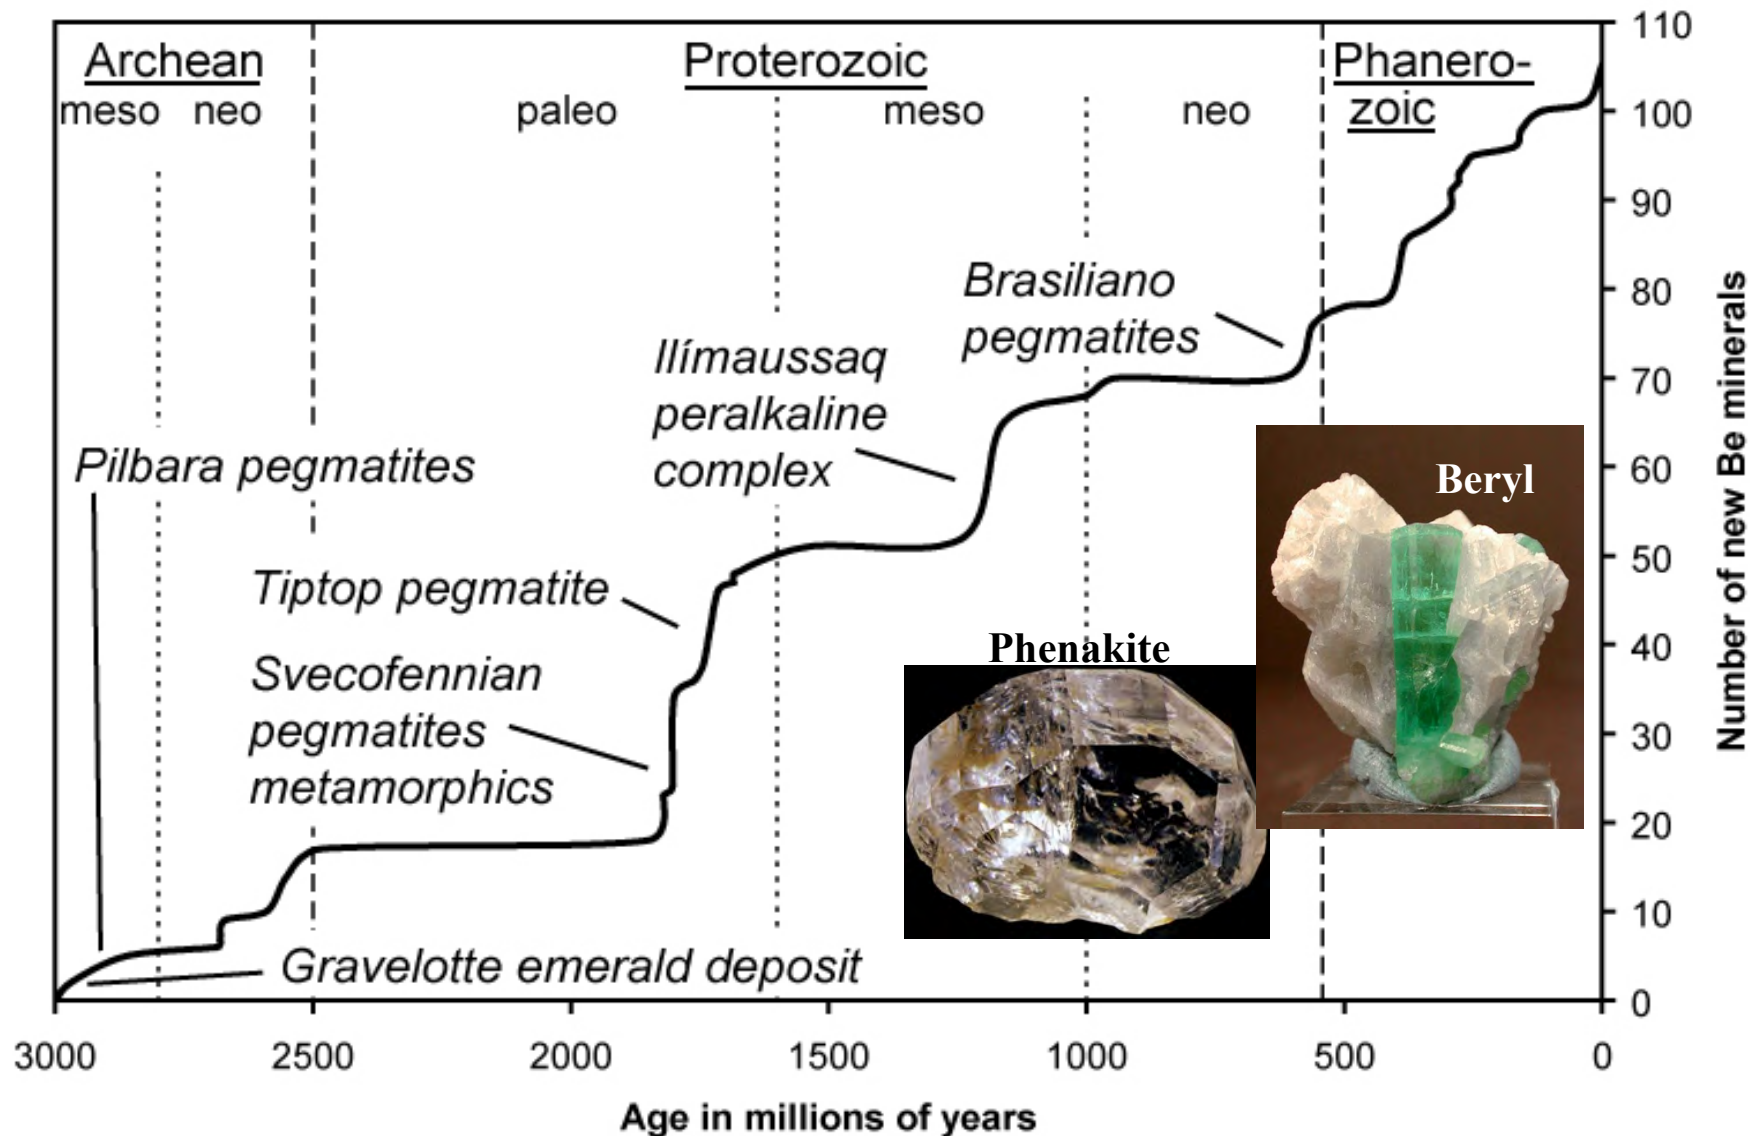 Archean
Proterozoic
Phanero-
zoic
meso
neo
paleo
meso
neo
Brasiliano
pegmatites
Ilímaussaq
peralkaline
complex
Pilbara pegmatites
Tiptop pegmatite
Svecofennian
pegmatites
metamorphics
Gravelotte emerald deposit
Phenakite
Beryl
110
100
90
80
70
60
50
40
30
20
10
0
Number of new Be minerals
3000
2500
2000
1500
1000
500
0
Age in millions of years